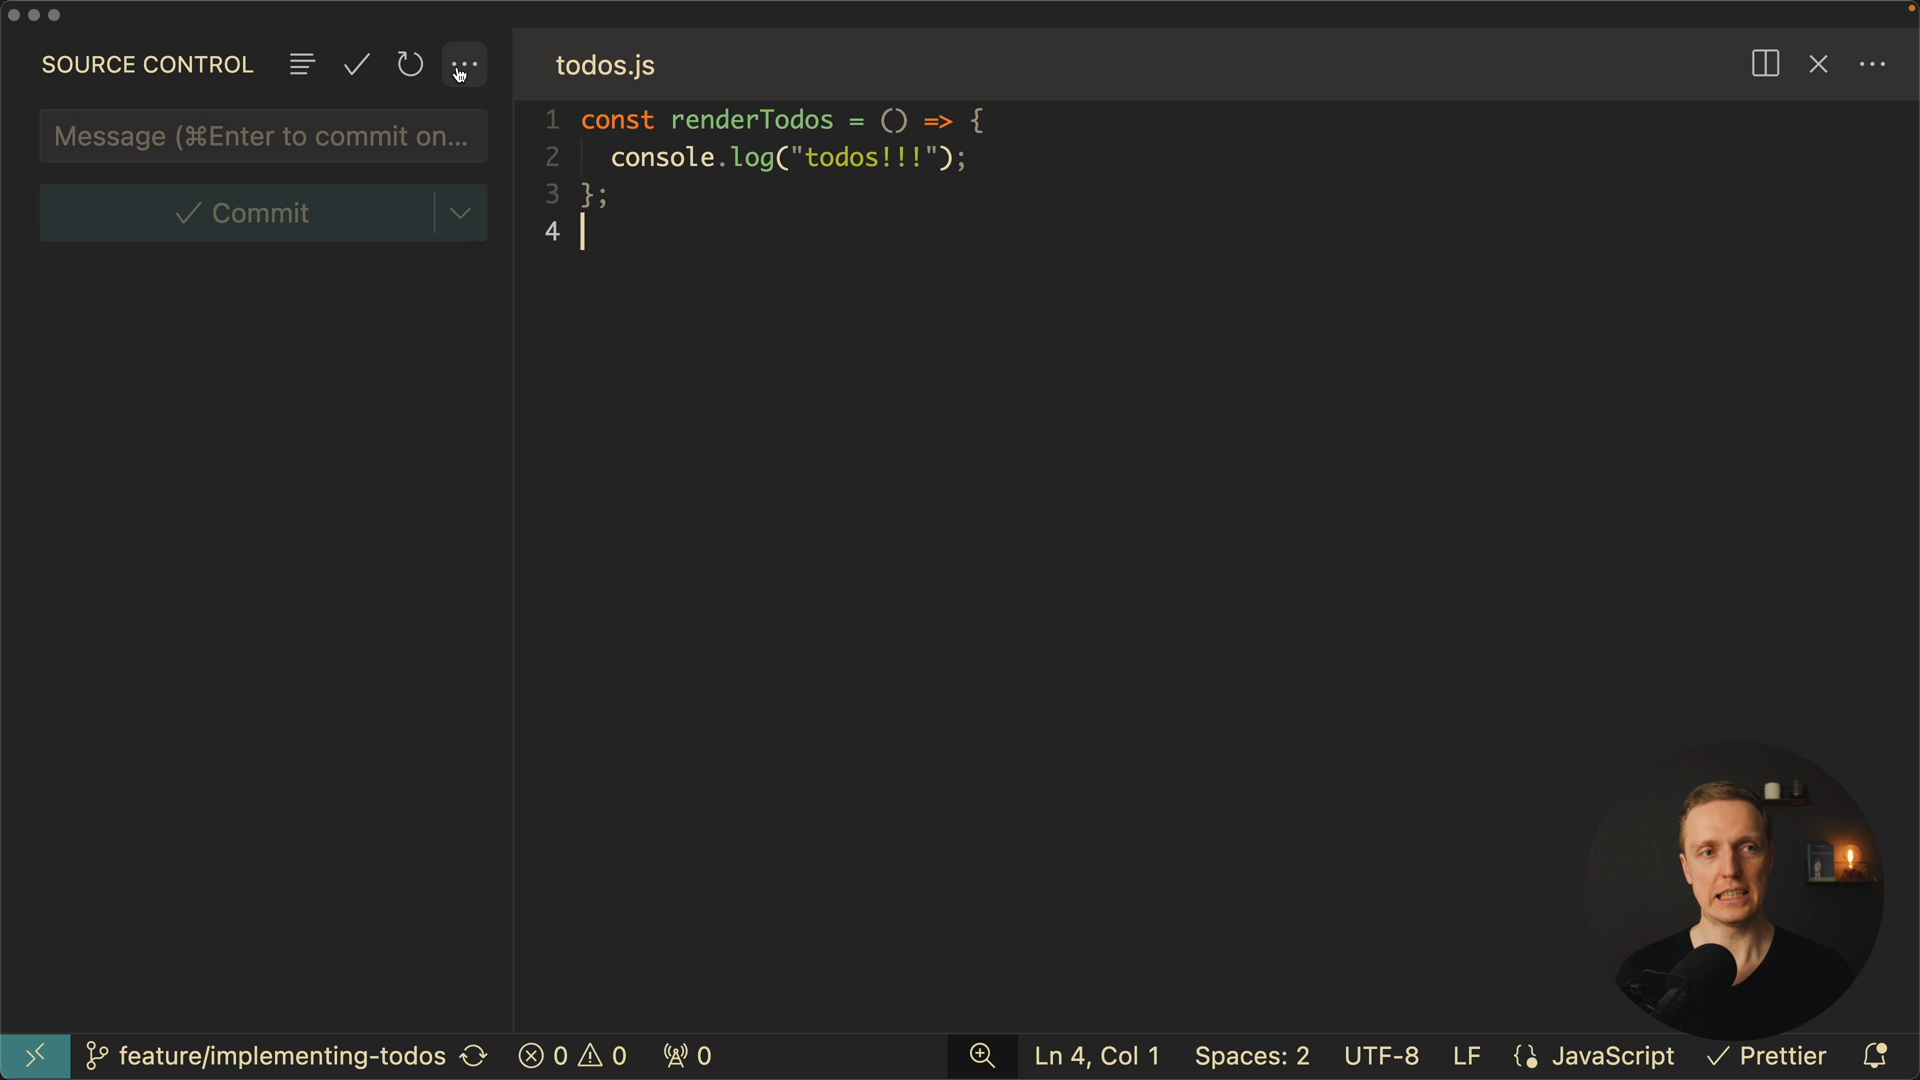 SOURCE CONTROL
Message (⌘Enter to commit on...
Commit
todos.js
1 const renderTodos = () => {
2 console.log("todos!!!");
3 };
4
feature/implementing-todos
0 0
0
Ln 4, Col 1
Spaces: 2
UTF-8
LF
JavaScript
Prettier